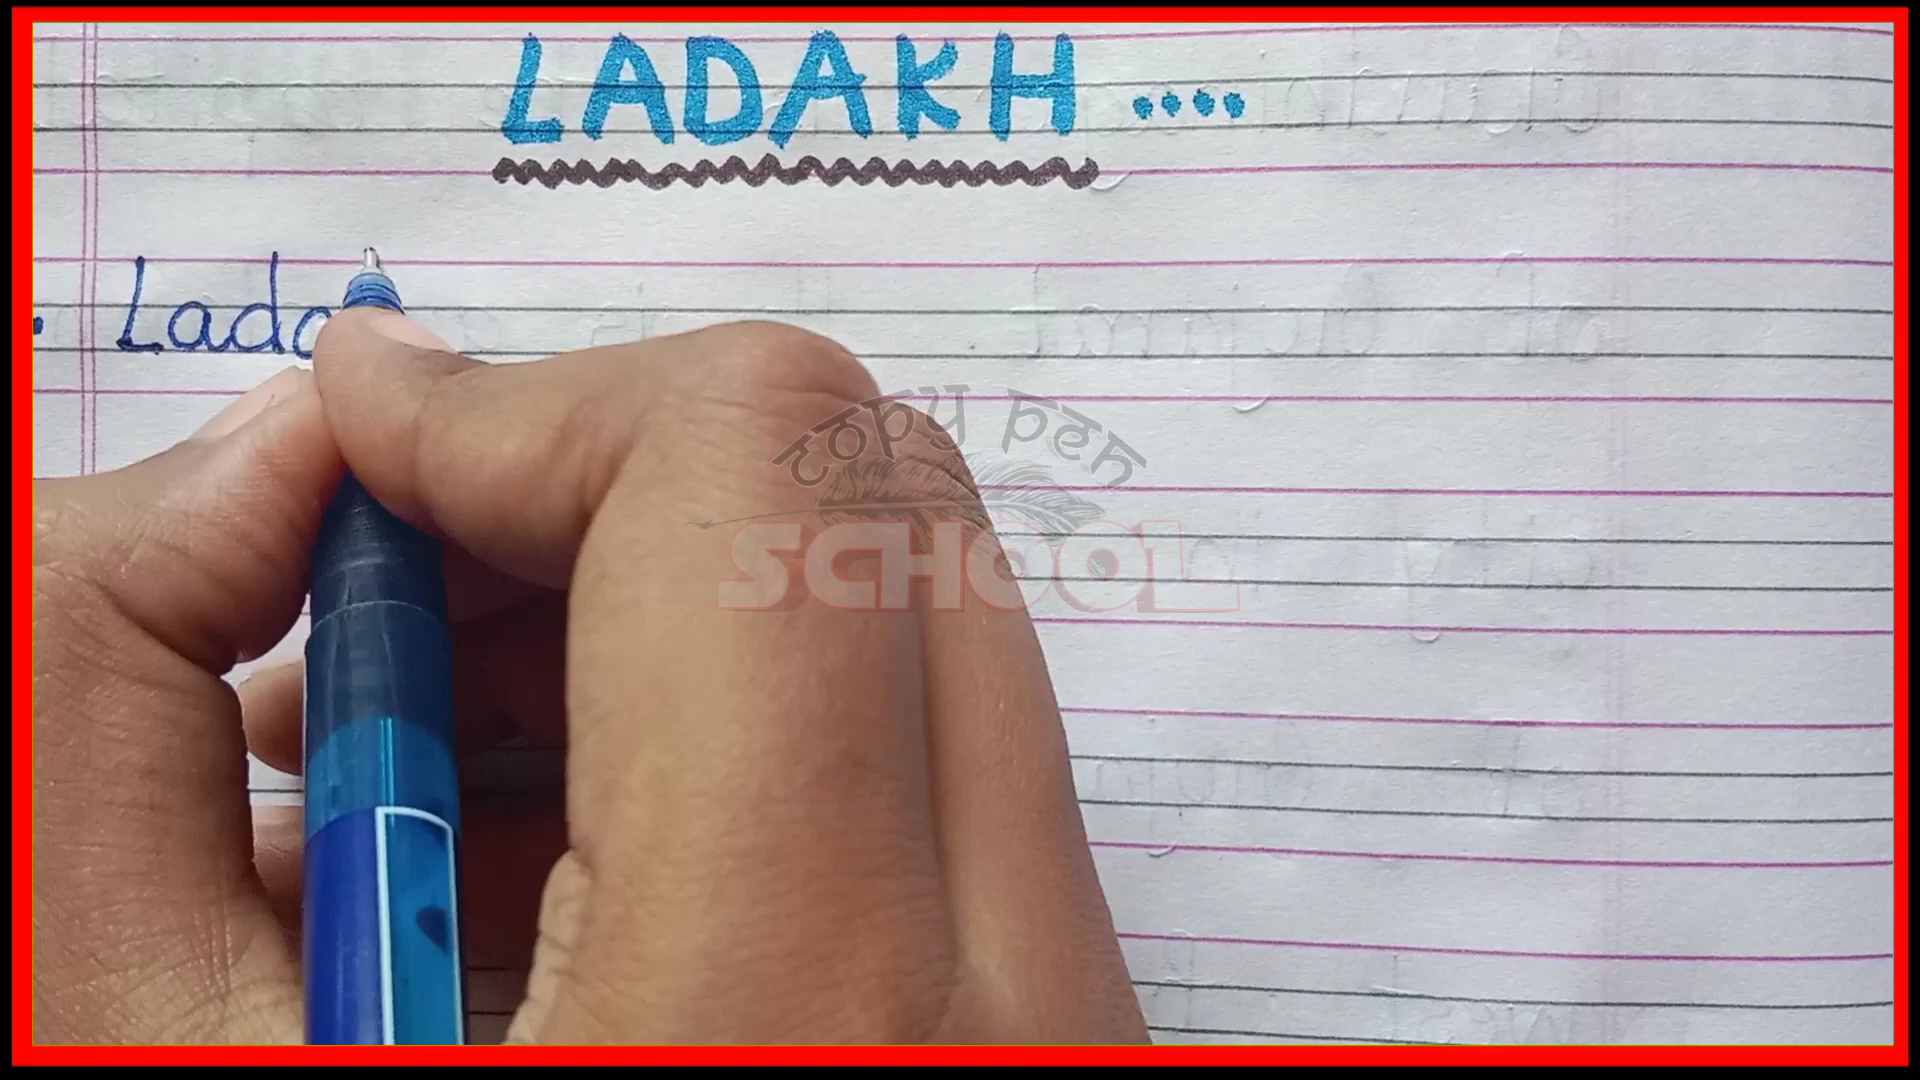 LADAKH ....
. Lada
copy pen
SCHOOL